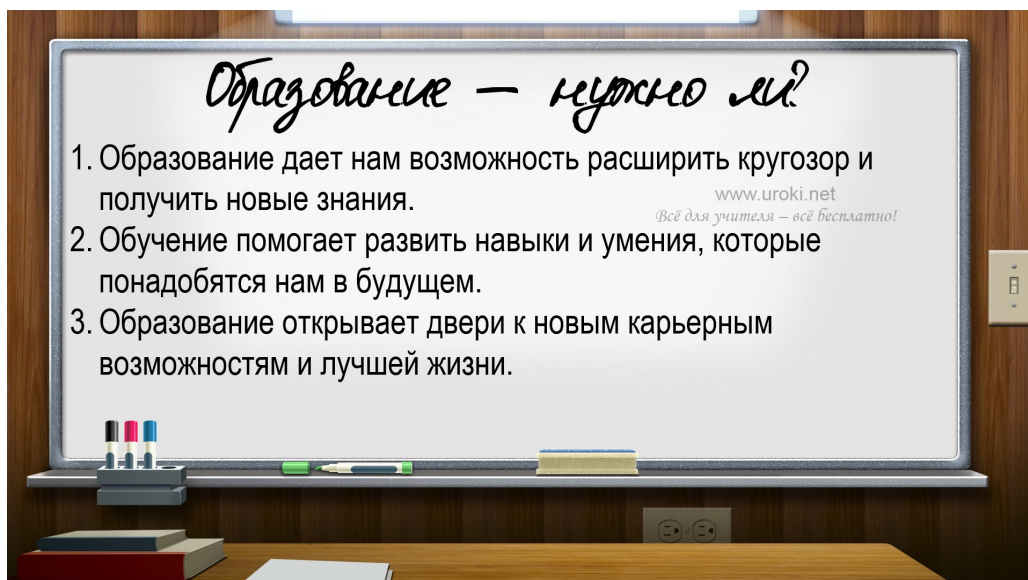 Образование — нужно ли?
1. Образование дает нам возможность расширить кругозор и
получить новые знания.
www.uroki.net
Всё для учителя – всё бесплатно!
2. Обучение помогает развить навыки и умения, которые
понадобятся нам в будущем.
3. Образование открывает двери к новым карьерным
возможностям и лучшей жизни.